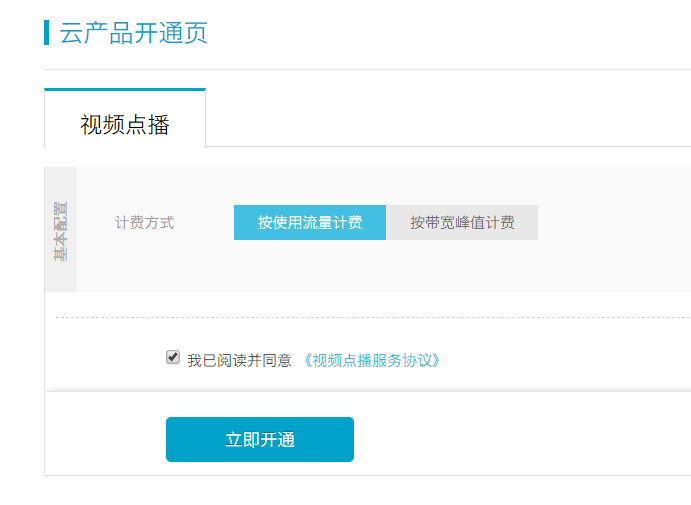 云产品开通页
视频点播
基本配置
计费方式 按使用流量计费 按带宽峰值计费
我已阅读并同意 《视频点播服务协议》
立即开通